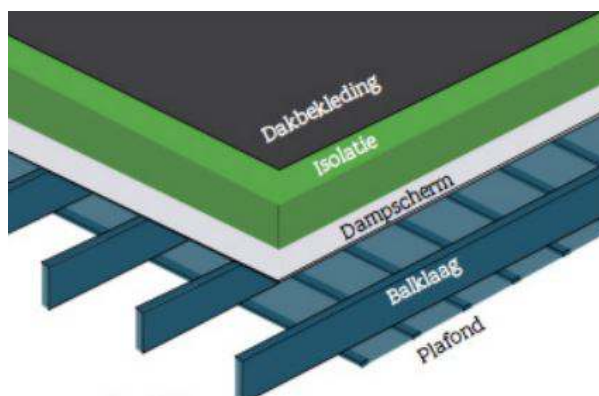 Dakbekleding
Isolatie
Dampscherm
Balklaag
Plafond